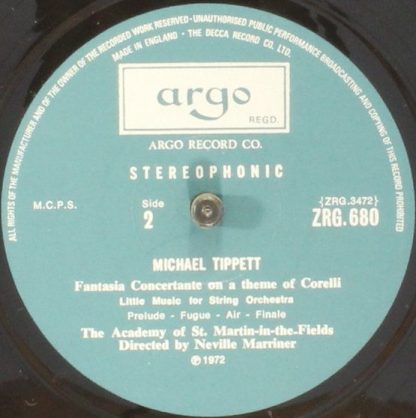 ALL RIGHTS OF THE MANUFACTURER AND OF THE OWNER OF THE RECORDED WORK RESERVED-UNAUTHORISED PUBLIC PERFORMANCE BROADCASTING AND COPYING OF THIS RECORD PROHIBITED
MADE IN ENGLAND · THE DECCA RECORD CO. LTD.
argo
REGD.
ARGO RECORD CO.
STEREOPHONIC
M.C.P.S.
Side
2
{ZRG.3472}
ZRG.680
MICHAEL TIPPETT
Fantasia Concertante on a theme of Corelli
Little Music for String Orchestra
Prelude - Fugue - Air - Finale
The Academy of St. Martin-in-the-Fields
Directed by Neville Marriner
℗1972